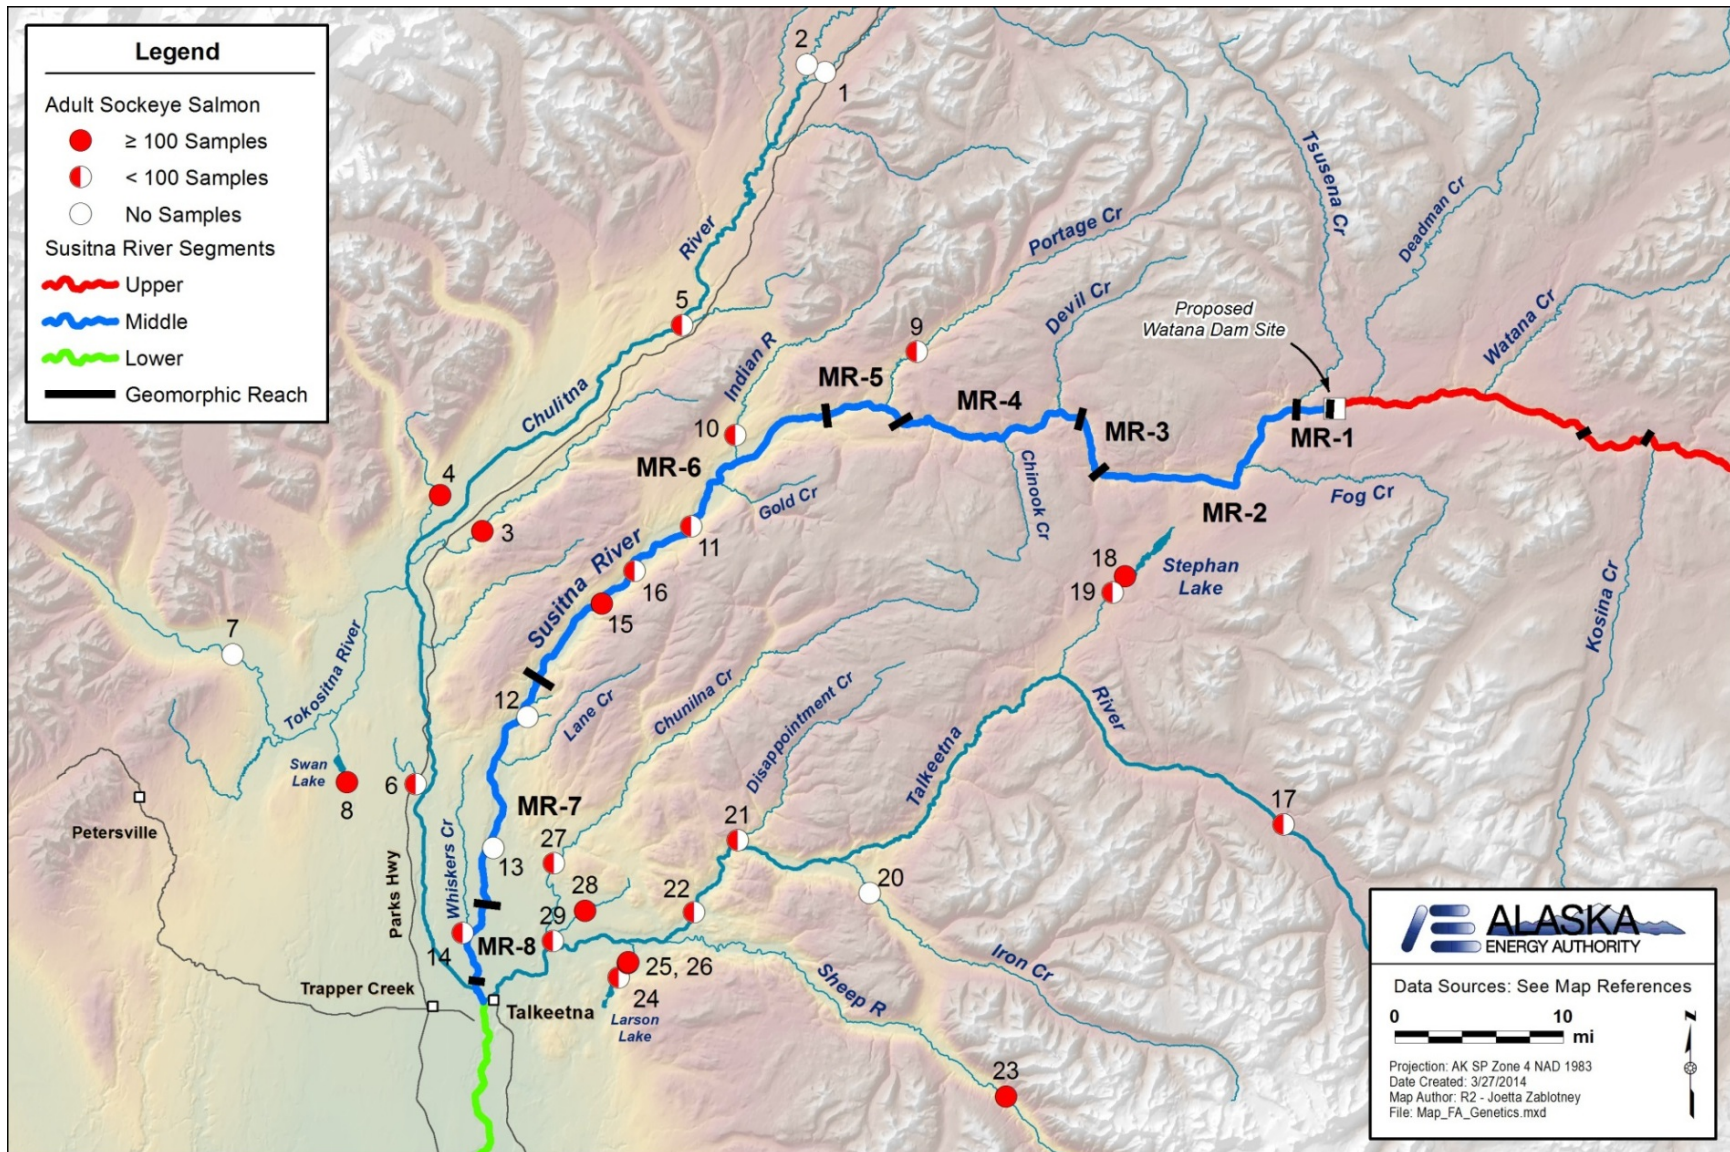 Legend
Adult Sockeye Salmon
≥ 100 Samples
< 100 Samples
No Samples
Susitna River Segments
Upper
Middle
Lower
Geomorphic Reach
2
1
Tsusena Cr
Deadman Cr
Portage Cr
River
Devil Cr
Proposed
Watana Dam Site
Watana Cr
5
9
Indian R
MR-5
MR-4
Chulitna
MR-3
MR-1
10
MR-6
4
Chinook Cr
Gold Cr
Fog Cr
MR-2
3
11
Susitna River
18
Stephan
Lake
19
16
15
Kosina Cr
7
Tokositna River
12
Lane Cr
Chunilna Cr
Disappointment Cr
River
Talkeetna
Swan
Lake
8
6
Petersville
MR-7
17
21
27
13
Whiskers Cr
Parks Hwy
20
28
22
29
14
MR-8
25, 26
24
Iron Cr
Sheep R
Trapper Creek
Talkeetna
Larson
Lake
23
ALASKA
ENERGY AUTHORITY
Data Sources: See Map References
0 10
mi
N
Projection: AK SP Zone 4 NAD 1983
Date Created: 3/27/2014
Map Author: R2 - Joetta Zablotney
File: Map_FA_Genetics.mxd